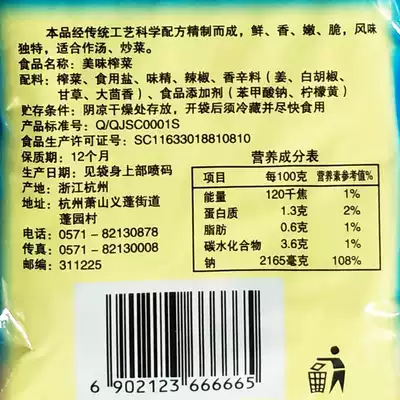 本品经传统工艺科学配方精制而成，鲜、香、嫩、脆，风味
独特，适合作汤、炒菜。
食品名称：美味榨菜
配料：榨菜、食用盐、味精、辣椒、香辛料（姜、白胡椒、
甘草、大茴香）、食品添加剂（苯甲酸钠、柠檬黄）
贮存条件：阴凉干燥处存放，开袋后须冷藏并尽快食用
产品标准号：Q/QJSC0001S
食品生产许可证号：SC11633018810810
保质期：12个月
生产日期：见袋身上部喷码
产地：浙江杭州
地址：杭州萧山义蓬街道
蓬园村
电话：0571-82130878
传真：0571-82130008
邮编：311225
营养成分表
项目 每100克 营养素参考值%
能量 120千焦 1%
蛋白质 1.3克 2%
脂肪 0.6克 1%
碳水化合物 3.6克 1%
钠 2165毫克 108%
6 902123 666665